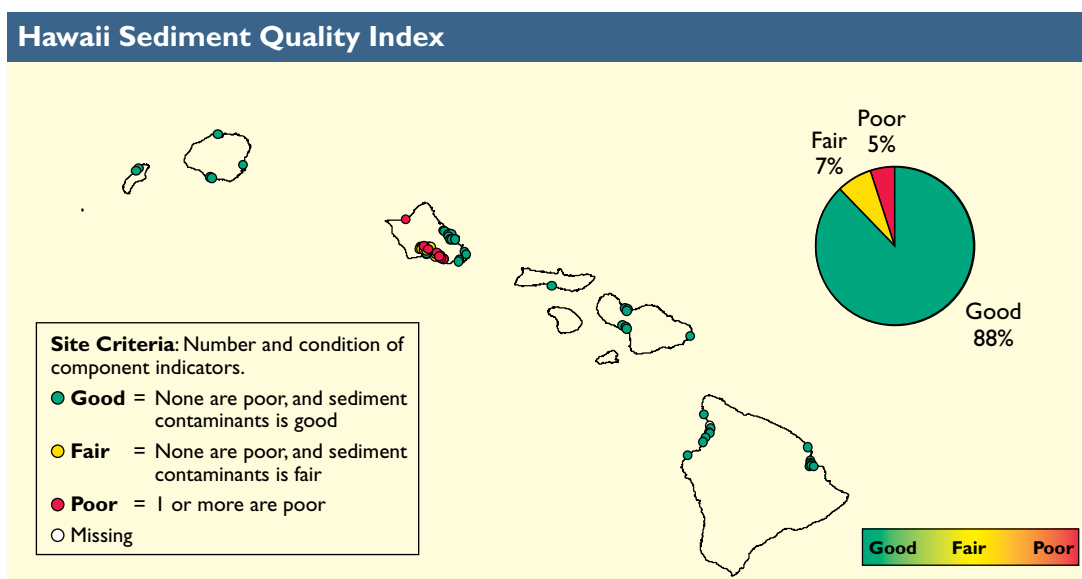 Hawaii Sediment Quality Index
Poor
5%
Fair
7%
Good
88%
Site Criteria: Number and condition of
component indicators.
Good = None are poor, and sediment
contaminants is good
Fair = None are poor, and sediment
contaminants is fair
Poor = 1 or more are poor
Missing
Good Fair Poor